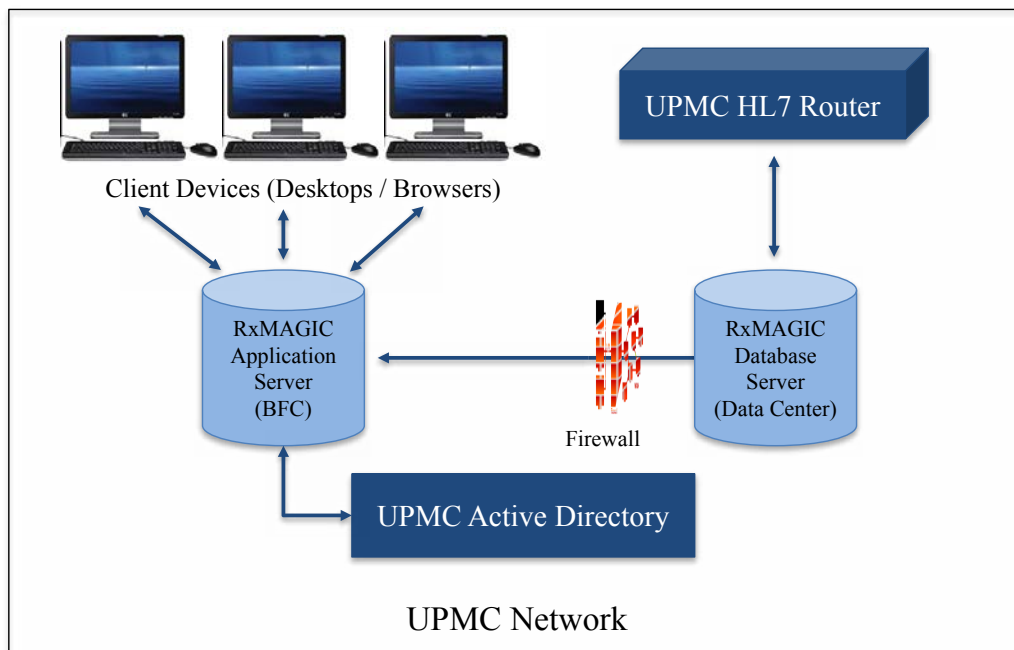 UPMC HL7 Router
Client Devices (Desktops / Browsers)
RxMAGIC
Application
Server
(BFC)
RxMAGIC
Database
Server
(Data Center)
Firewall
UPMC Active Directory
UPMC Network